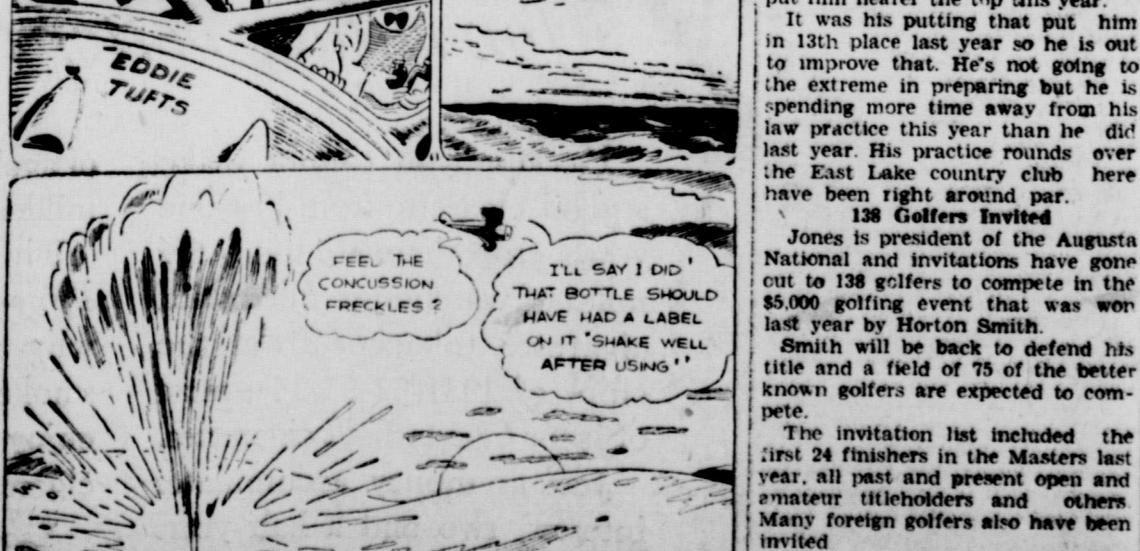 "EDDIE
TUFTS
FEEL THE
CONCUSSION
FRECKLES?
I'LL SAY I DID'
THAT BOTTLE SHOULD
HAVE HAD A LABEL
ON IT "SHAKE WELL
AFTER USING"
put him nearer the top this year.
It was his putting that put him
in 13th place last year so he is out
to improve that. He's not going to
the extreme in preparing but he is
spending more time away from his
law practice this year than he did
last year. His practice rounds over
the East Lake country club here
have been right around par.
138 Golfers Invited
Jones is president of the Augusta
National and invitations have gone
out to 138 golfers to compete in the
$5,000 golfing event that was won
last year by Horton Smith.
Smith will be back to defend his
title and a field of 75 of the better
known golfers are expected to com-
pete.
The invitation list included the
first 24 finishers in the Masters last
year, all past and present open and
amateur titleholders and others.
Many foreign golfers also have been
invited